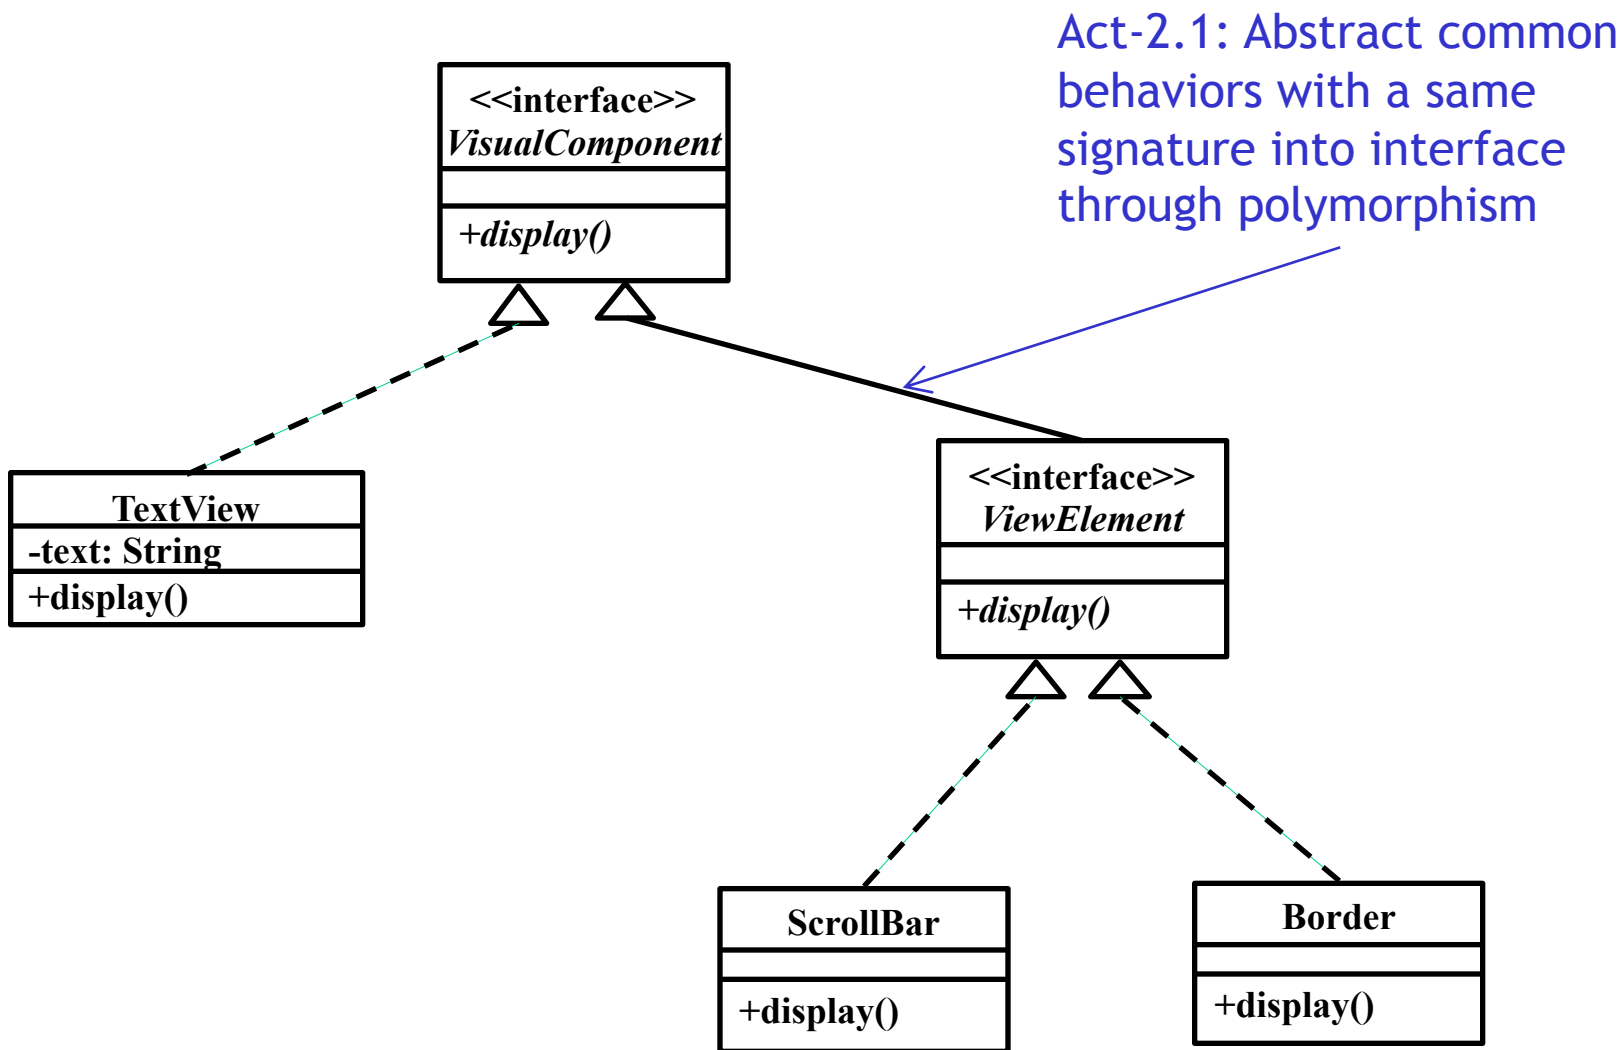 Act-2.1: Abstract common
behaviors with a same
signature into interface
through polymorphism
<<interface>>
VisualComponent
+display()
TextView
-text: String
+display()
<<interface>>
ViewElement
+display()
ScrollBar
+display()
Border
+display()